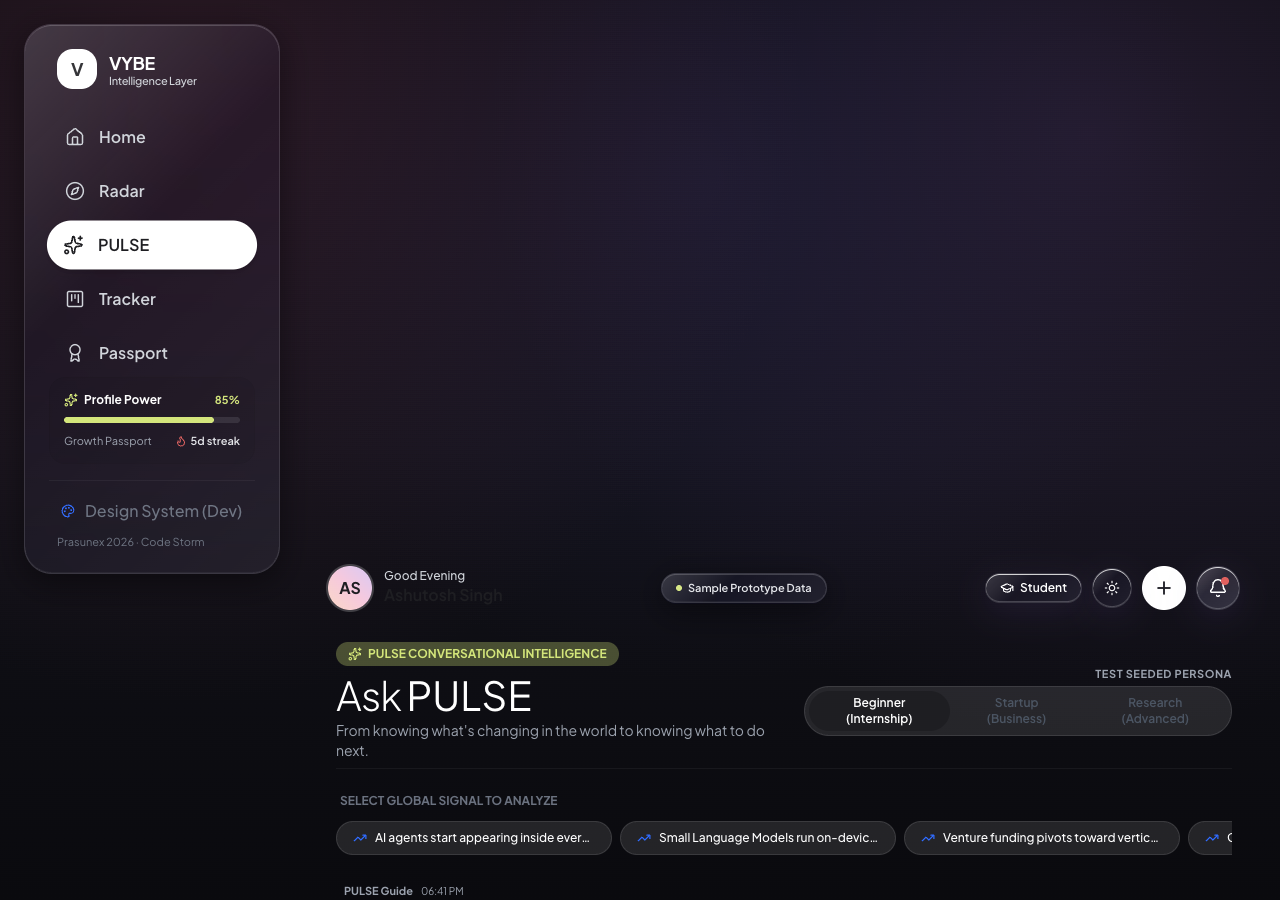 V
VYBE
Intelligence Layer
Home
Radar
PULSE
Tracker
Passport
Profile Power 85%
Growth Passport 5d streak
Design System (Dev)
Prasunex 2026 · Code Storm
AS
Good Evening
Ashutosh Singh
Sample Prototype Data
Student
PULSE CONVERSATIONAL INTELLIGENCE
Ask PULSE
From knowing what's changing in the world to knowing what to do
next.
TEST SEEDED PERSONA
Beginner
(Internship)
Startup
(Business)
Research
(Advanced)
SELECT GLOBAL SIGNAL TO ANALYZE
AI agents start appearing inside ever...
Small Language Models run on-devic...
Venture funding pivots toward vertic...
PULSE Guide 06:41 PM